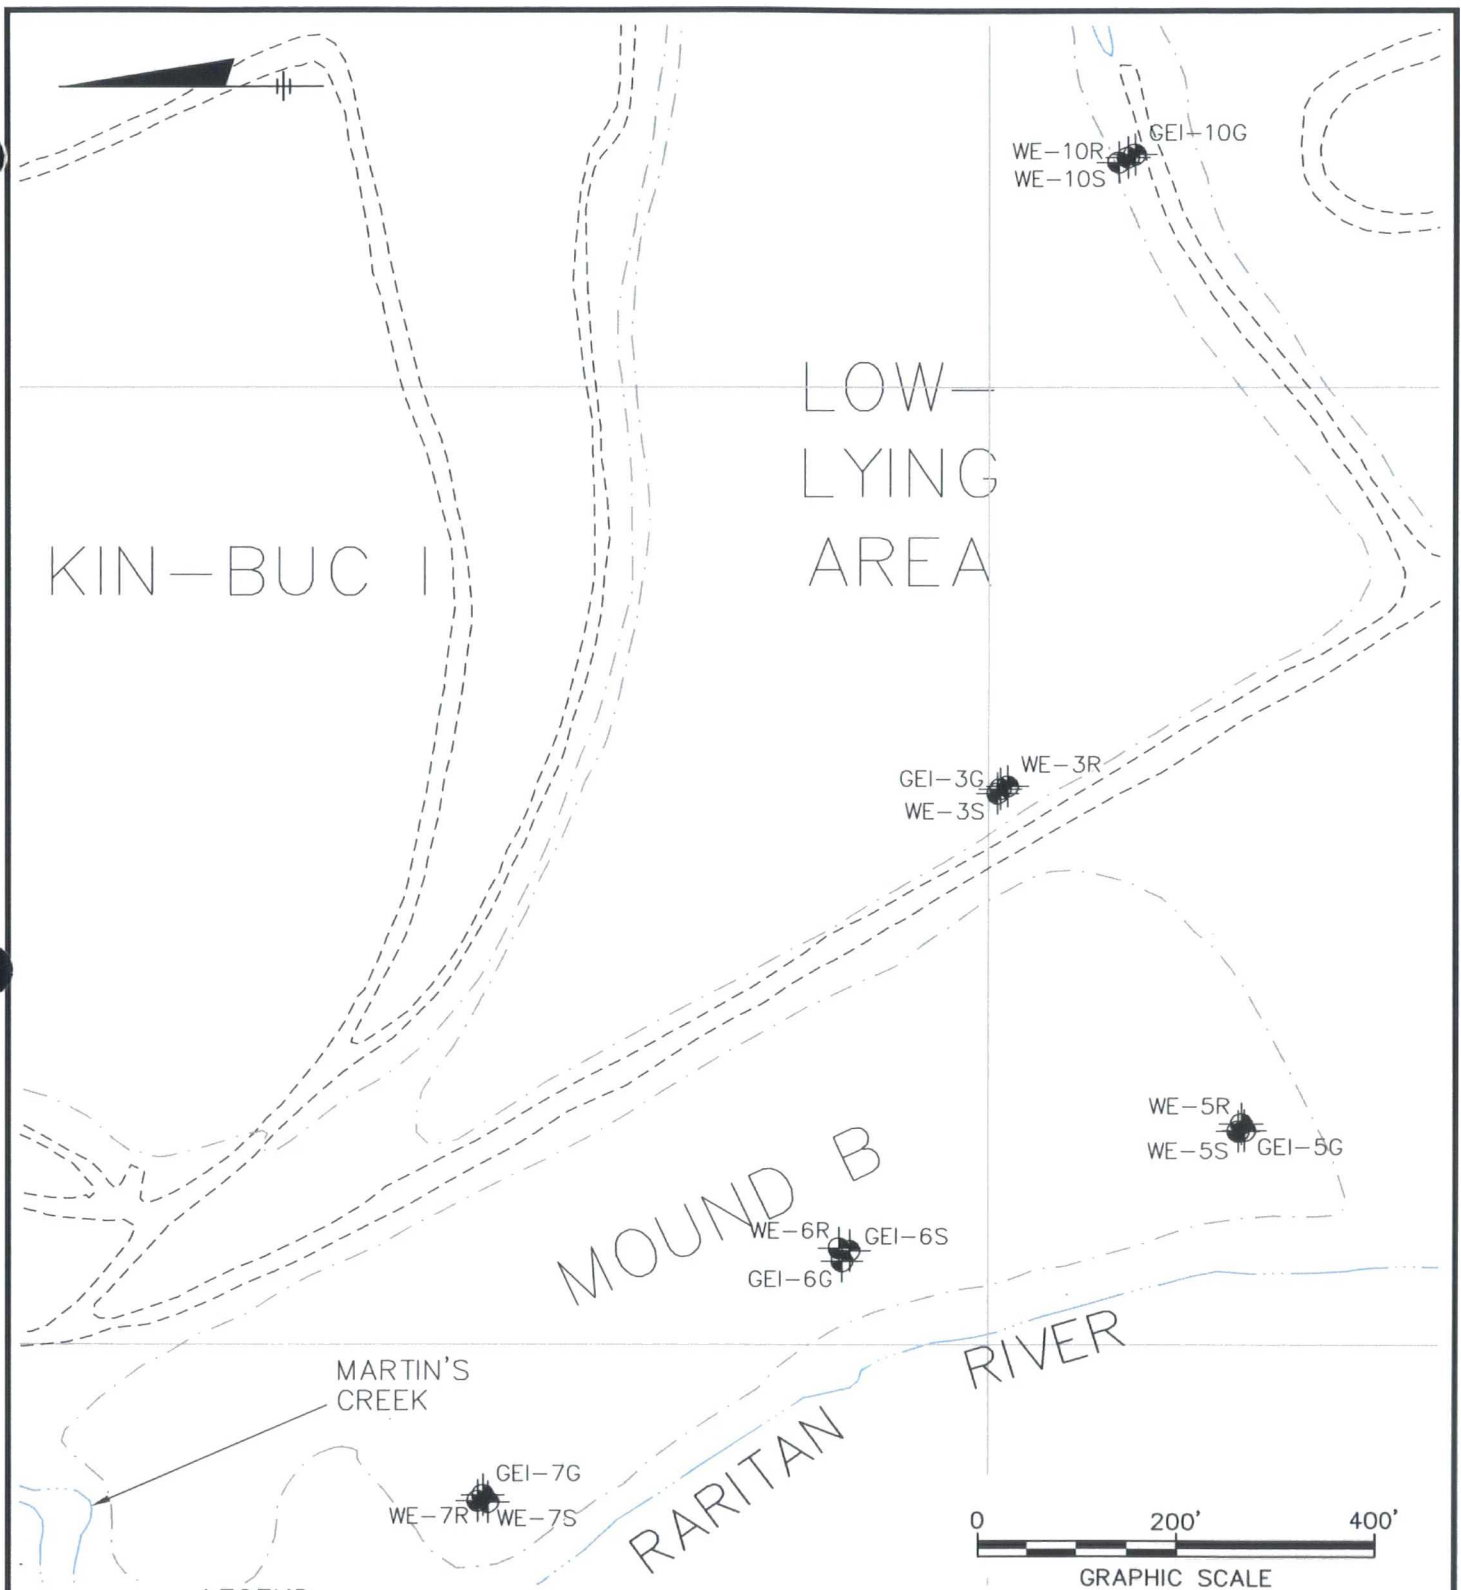 GEI-10G
WE-10R
WE-10S
LOW-
LYING
AREA
KIN-BUC I
WE-3R
GEI-3G
WE-3S
WE-5R
WE-5S
GEI-5G
MOUND B
WE-6R
GEI-6S
GEI-6G
RARITAN RIVER
MARTIN'S
CREEK
GEI-7G
WE-7R
WE-7S
0 200' 400'
GRAPHIC SCALE